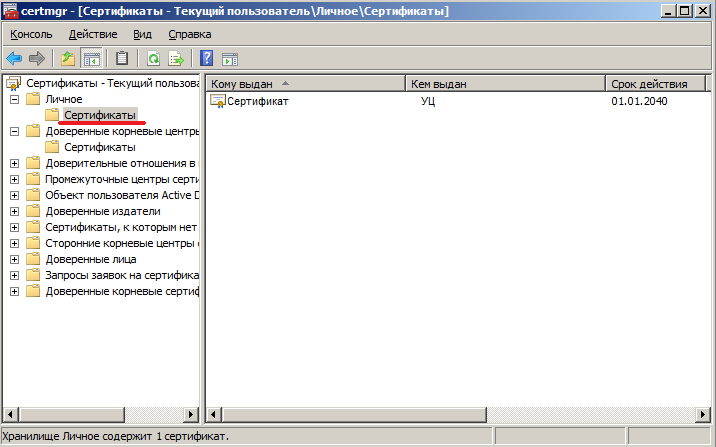 certmgr - [Сертификаты - Текущий пользователь\Личное\Сертификаты]
Консоль Действие Вид Справка
Сертификаты - Текущий пользова
Личное
Сертификаты
Доверенные корневые центры
Сертификаты
Доверительные отношения в
Промежуточные центры серти
Объект пользователя Active D
Доверенные издатели
Сертификаты, к которым нет
Сторонние корневые центры
Доверенные лица
Запросы заявок на сертифика
Доверенные корневые сертиф
Кому выдан Кем выдан Срок действия
Сертификат УЦ 01.01.2040
Хранилище Личное содержит 1 сертификат.